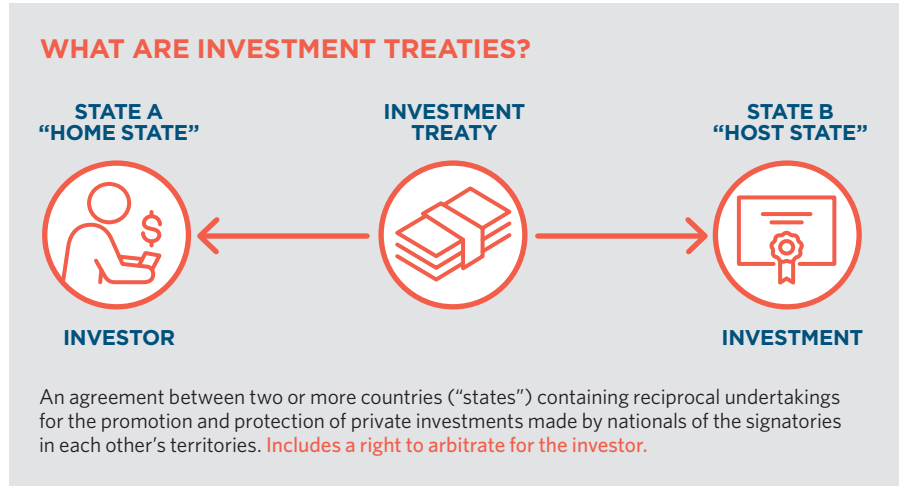 WHAT ARE INVESTMENT TREATIES?
STATE A
“HOME STATE”
INVESTMENT
TREATY
STATE B
“HOST STATE”
$
INVESTOR
INVESTMENT
An agreement between two or more countries (“states”) containing reciprocal undertakings
for the promotion and protection of private investments made by nationals of the signatories
in each other’s territories. Includes a right to arbitrate for the investor.